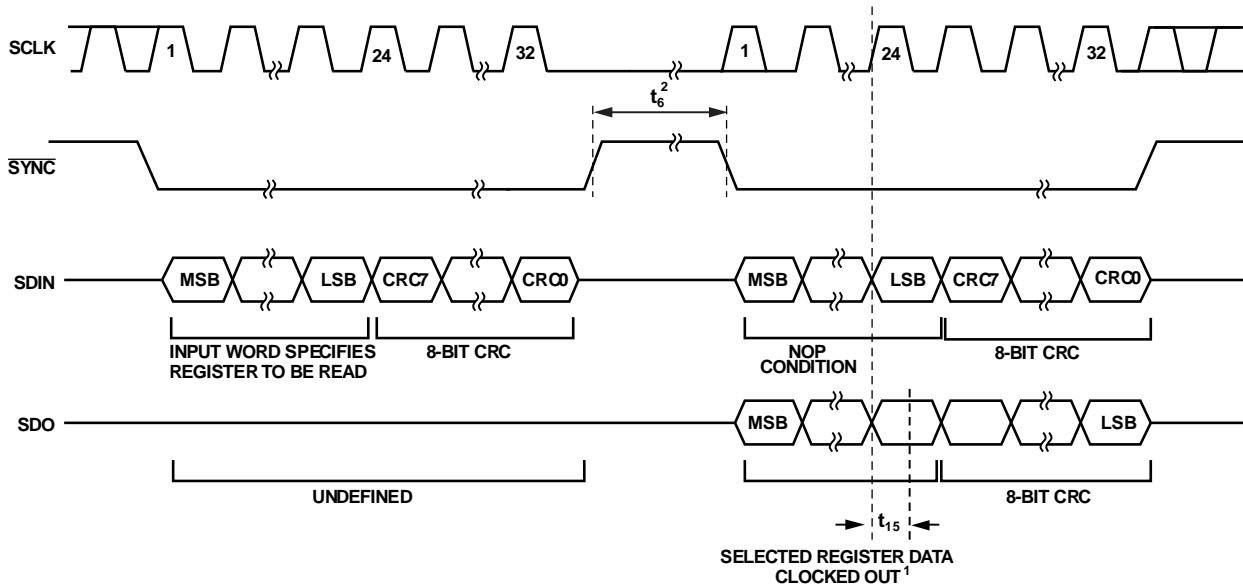 SCLK
1
24
32
1
24
32
t6 2
SYNC
SDIN
MSB
LSB
CRC7
CRC0
MSB
LSB
CRC7
CRC0
INPUT WORD SPECIFIES
REGISTER TO BE READ
8-BIT CRC
NOP
CONDITION
8-BIT CRC
SDO
MSB
LSB
UNDEFINED
8-BIT CRC
t15
SELECTED REGISTER DATA
CLOCKED OUT 1